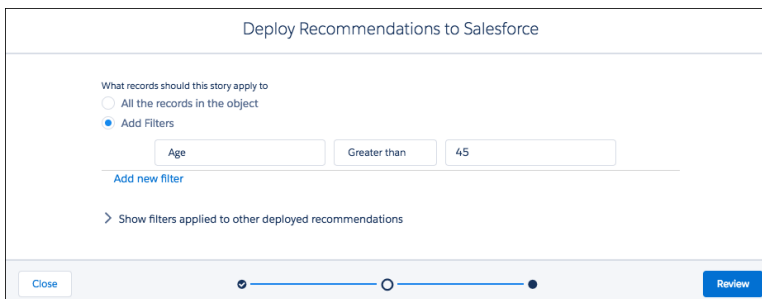 Deploy Recommendations to Salesforce
What records should this story apply to
All the records in the object
Add Filters
Age Greater than 45
Add new filter
Show filters applied to other deployed recommendations
Close Review